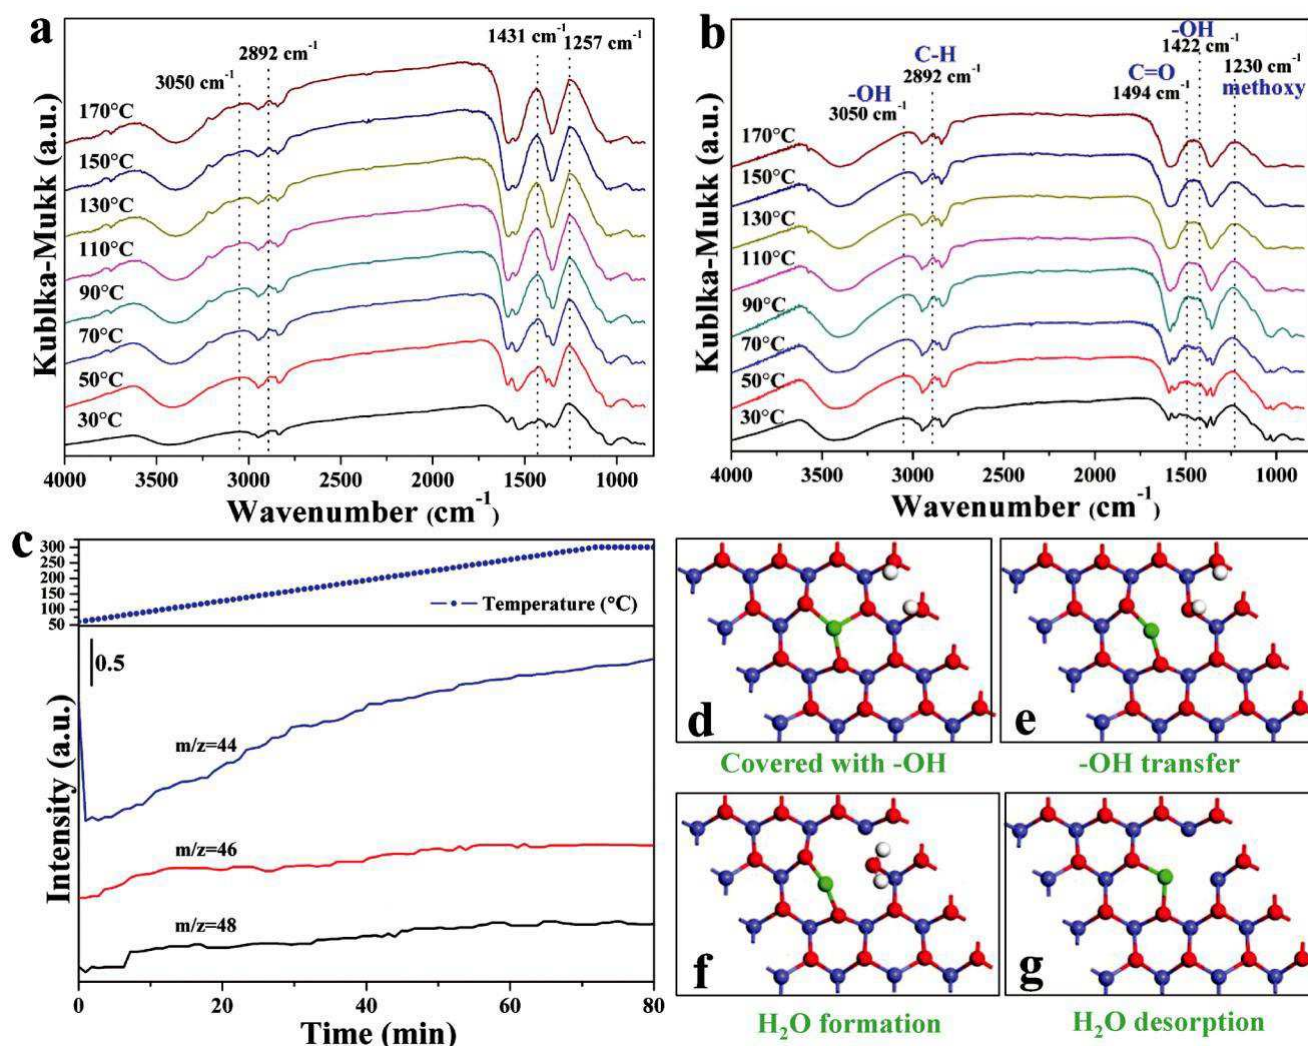 a
3050 cm-1
2892 cm-1
1431 cm-1
1257 cm-1
170°C
150°C
130°C
110°C
90°C
70°C
50°C
30°C
Kublka-Mukk (a.u.)
4000 3500 3000 2500 2000 1500 1000
Wavenumber (cm-1)
b
-OH
3050 cm-1
C-H
2892 cm-1
C=O
1494 cm-1
-OH
1422 cm-1
1230 cm-1
methoxy
170°C
150°C
130°C
110°C
90°C
70°C
50°C
30°C
Kublka-Mukk (a.u.)
4000 3500 3000 2500 2000 1500 1000
Wavenumber (cm-1)
c
300
250
200
150
100
50
Temperature (°C)
0.5
m/z=44
m/z=46
m/z=48
Intensity (a.u.)
0 20 40 60 80
Time (min)
d
Covered with -OH
e
-OH transfer
f
H2O formation
g
H2O desorption